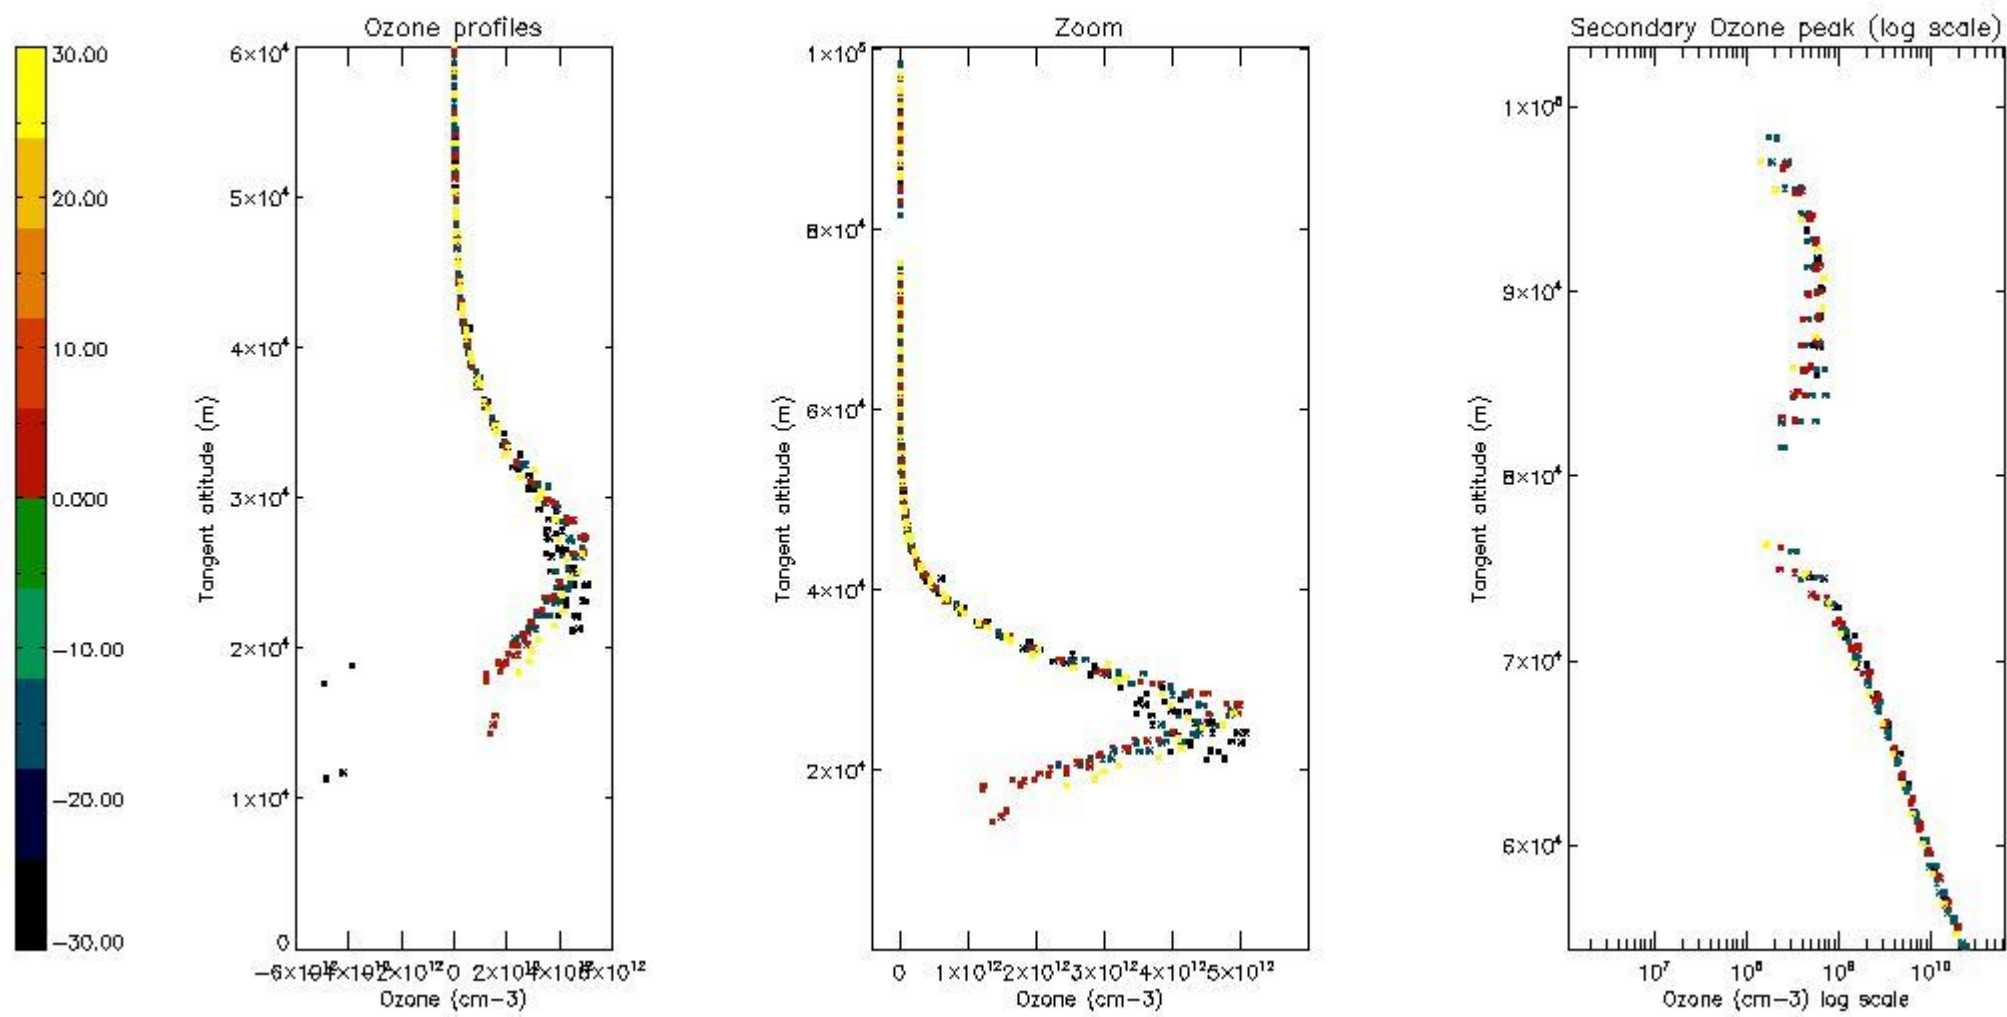 Ozone profiles
Zoom
Secondary Ozone peak (log scale)
30.00
20.00
10.00
0.000
−10.00
−20.00
−30.00
Tangent altitude (m)
6×10⁴
5×10⁴
4×10⁴
3×10⁴
2×10⁴
1×10⁴
0
0
Ozone (cm−3)
Tangent altitude (m)
1×10⁵
8×10⁴
6×10⁴
4×10⁴
2×10⁴
0 1×10¹² 2×10¹² 3×10¹² 4×10¹² 5×10¹²
Ozone (cm−3)
Tangent altitude (m)
9×10⁴
8×10⁴
7×10⁴
6×10⁴
10⁷ 10⁸ 10⁹ 10¹⁰
Ozone (cm−3) log scale